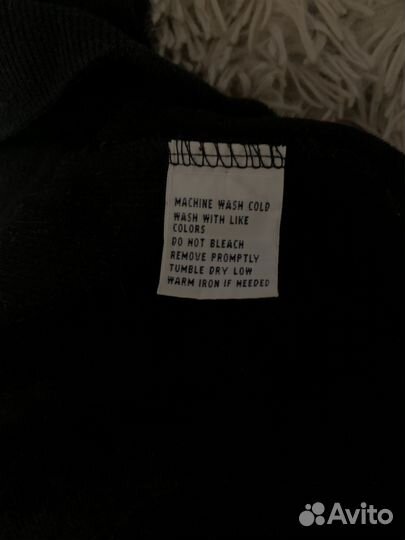 MACHINE WASH COLD
WASH WITH LIKE
COLORS
DO NOT BLEACH
REMOVE PROMPTLY
TUMBLE DRY LOW
WARM IRON IF NEEDED
Avito